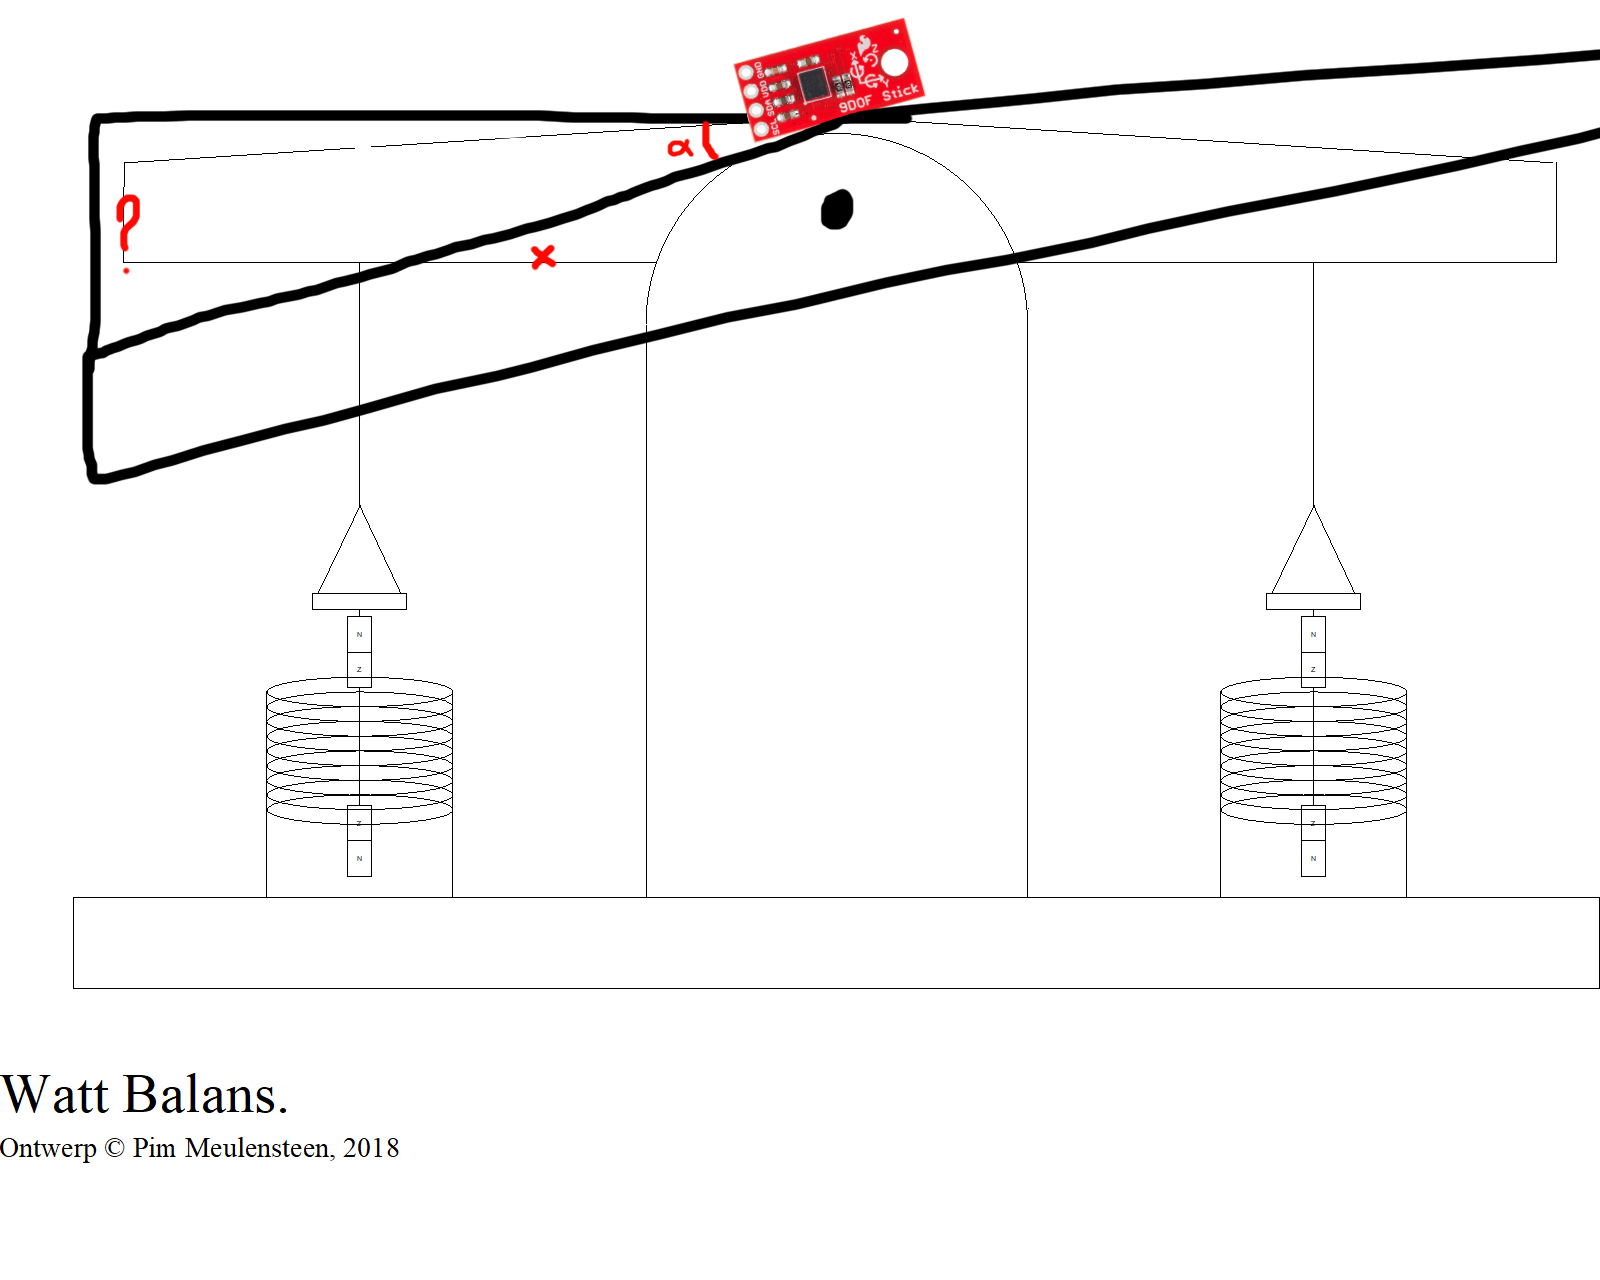 GND
VDD
SDA
SCL
X
Z
Y
9DOF Stick
α
?
x
N
Z
Z
N
N
Z
Z
N
Watt Balans.
Ontwerp © Pim Meulensteen, 2018